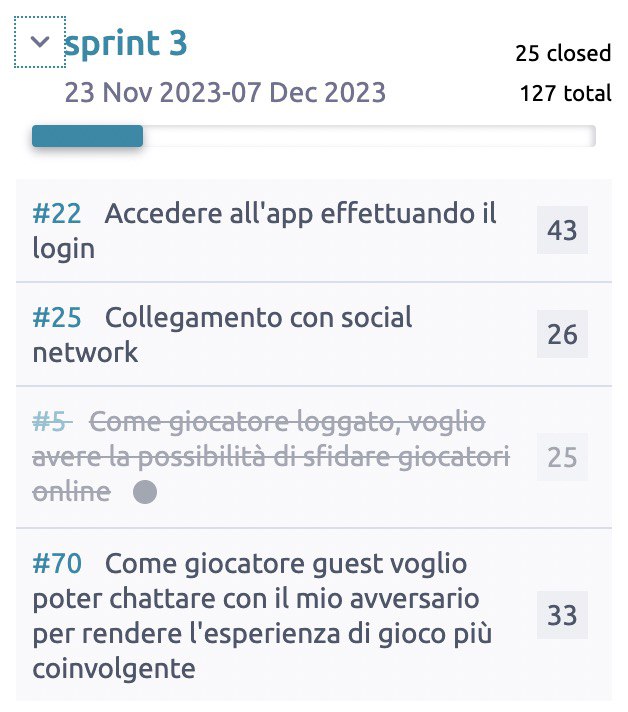 sprint 3
25 closed
23 Nov 2023-07 Dec 2023
127 total
#22 Accedere all'app effettuando il
login
43
#25 Collegamento con social
network
26
#5 Come giocatore loggato, voglio
avere la possibilità di sfidare giocatori
online
25
#70 Come giocatore guest voglio
poter chattare con il mio avversario
per rendere l'esperienza di gioco più
coinvolgente
33